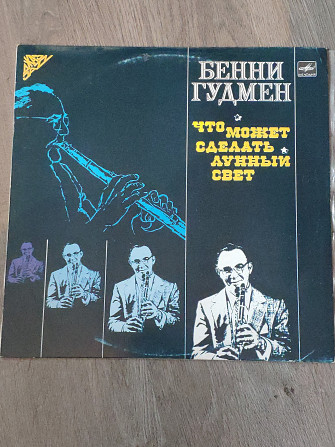 БЕННИ
ГУДМЕН
ЧТО
МОЖЕТ
СДЕЛАТЬ
ЛУННЫЙ
СВЕТ